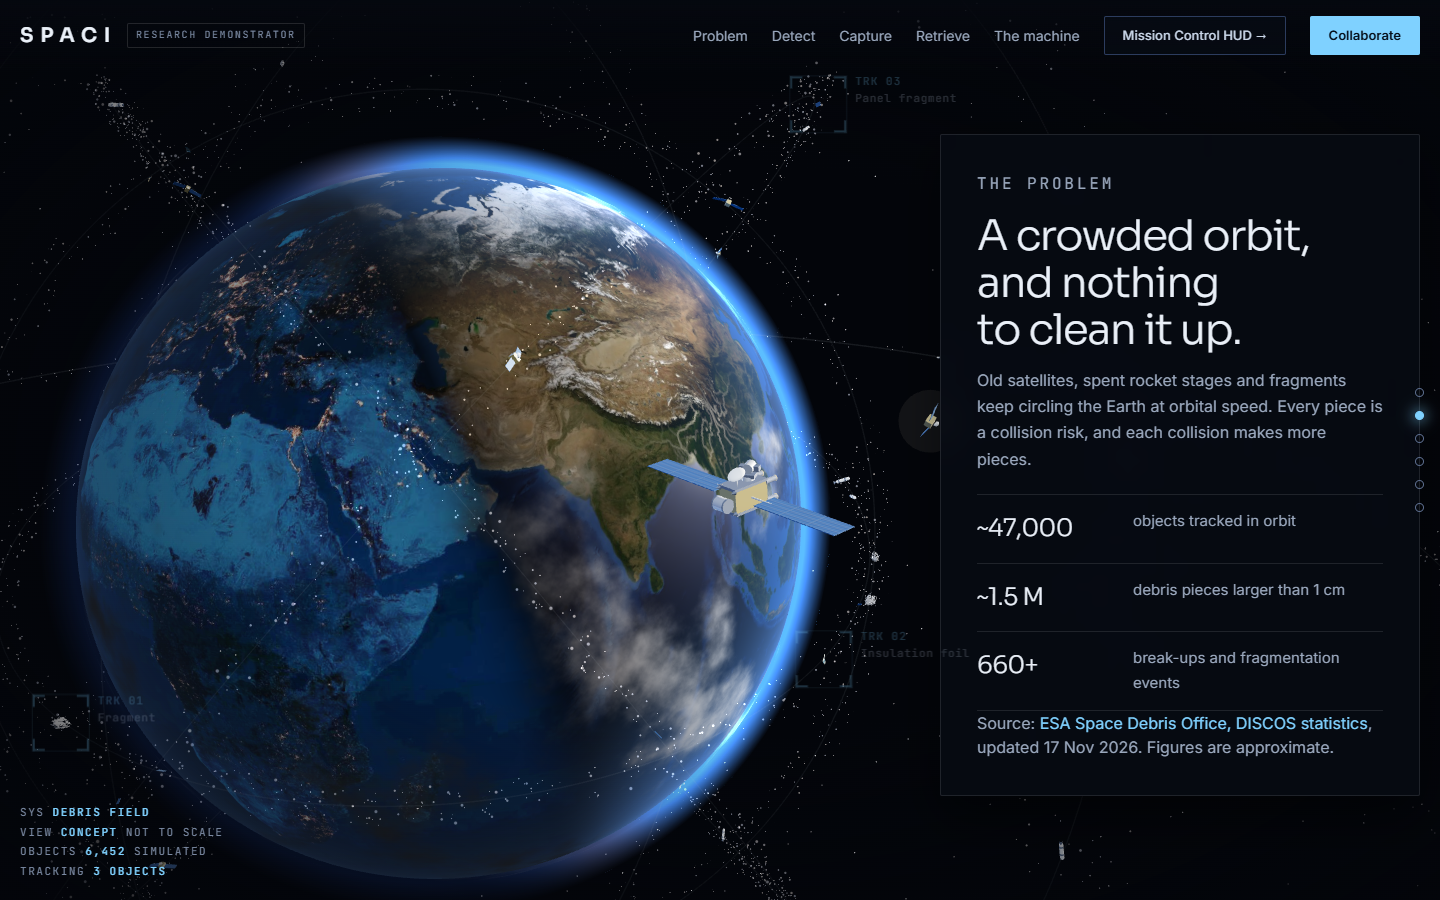 SPACI
RESEARCH DEMONSTRATOR
Problem Detect Capture Retrieve The machine
Mission Control HUD →
Collaborate
TRK 03
Panel fragment
THE PROBLEM
A crowded orbit,
and nothing
to clean it up.
Old satellites, spent rocket stages and fragments
keep circling the Earth at orbital speed. Every piece is
a collision risk, and each collision makes more
pieces.
~47,000 objects tracked in orbit
~1.5 M debris pieces larger than 1 cm
660+ break-ups and fragmentation
events
Source: ESA Space Debris Office, DISCOS statistics,
updated 17 Nov 2026. Figures are approximate.
TRK 02
Insulation foil
TRK 01
Fragment
SYS DEBRIS FIELD
VIEW CONCEPT NOT TO SCALE
OBJECTS 6,452 SIMULATED
TRACKING 3 OBJECTS